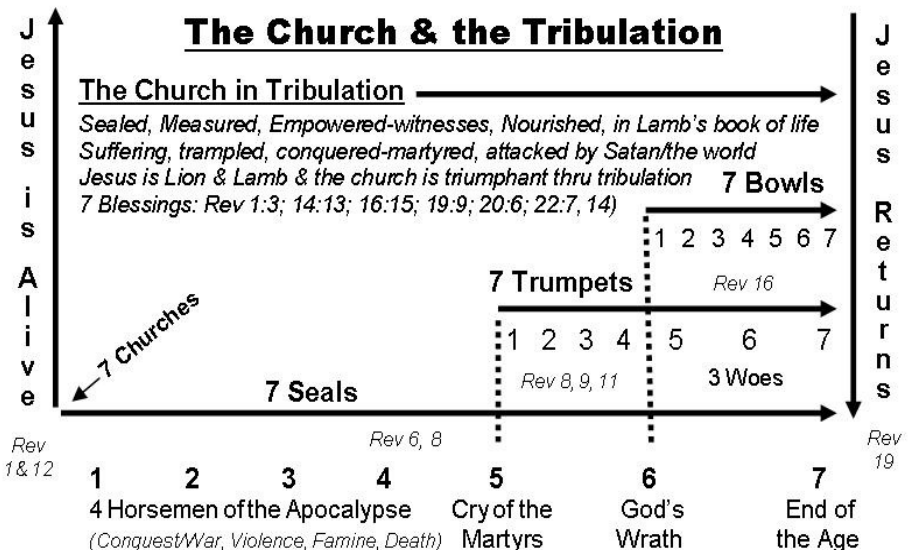 The Church & the Tribulation
Jesus is Alive
The Church in Tribulation
Sealed, Measured, Empowered-witnesses, Nourished, in Lamb's book of life
Suffering, trampled, conquered-martyred, attacked by Satan/the world
Jesus is Lion & Lamb & the church is triumphant thru tribulation
7 Blessings: Rev 1:3; 14:13; 16:15; 19:9; 20:6; 22:7, 14)
7 Bowls
1 2 3 4 5 6 7
Rev 16
7 Trumpets
1 2 3 4 5 6 7
Rev 8, 9, 11
3 Woes
7 Churches
7 Seals
Rev 6, 8
Jesus Returns
Rev
1 & 12
Rev
19
1 2 3 4 5 6 7
4 Horsemen of the Apocalypse
(Conquest/War, Violence, Famine, Death)
Cry of the
Martyrs
God's
Wrath
End of
the Age